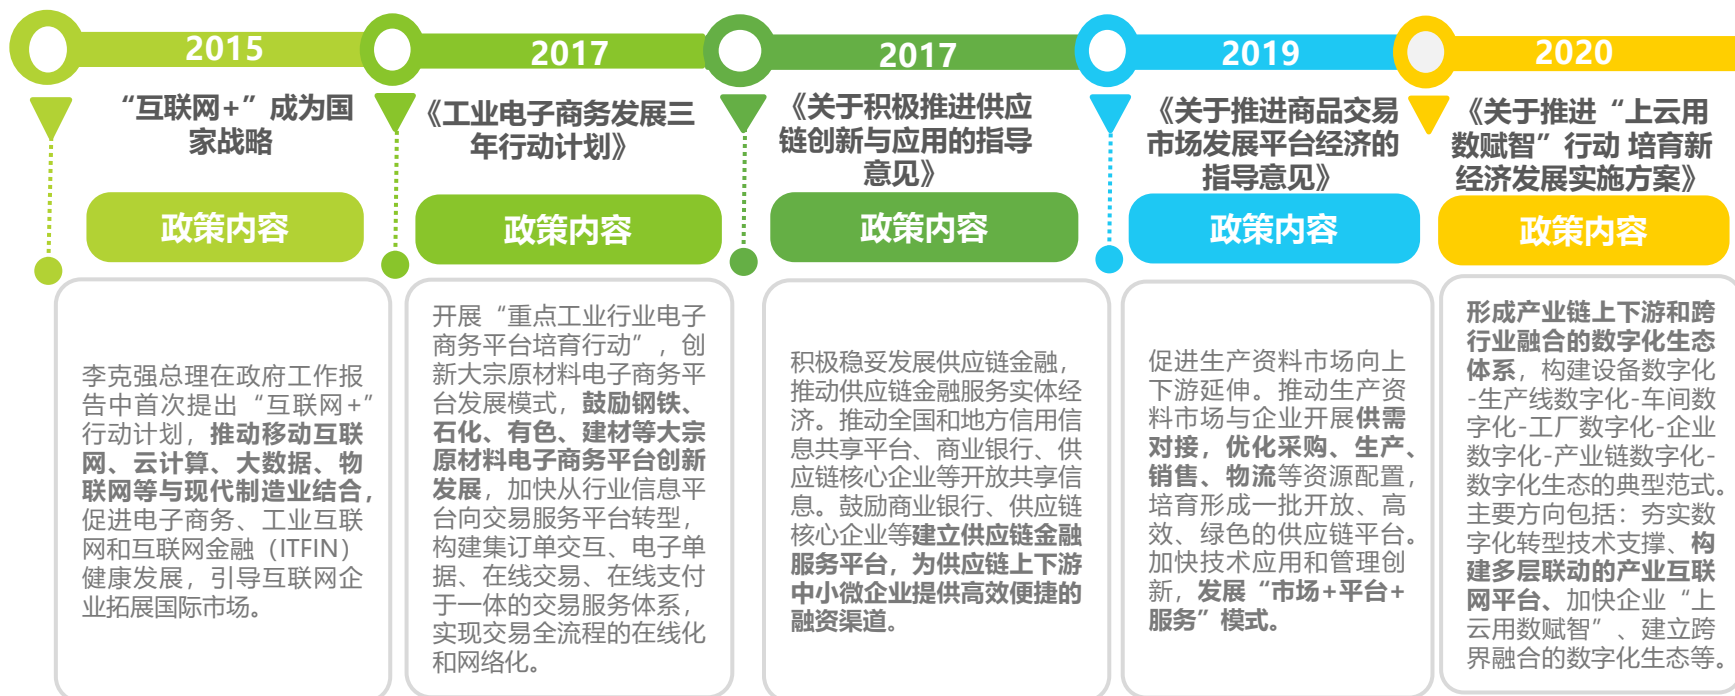 2015
“互联网+”成为国
家战略
政策内容
李克强总理在政府工作报
告中首次提出“互联网+”
行动计划，推动移动互联
网、云计算、大数据、物
联网等与现代制造业结合，
促进电子商务、工业互联
网和互联网金融（ITFIN）
健康发展，引导互联网企
业拓展国际市场。
2017
《工业电子商务发展三
年行动计划》
政策内容
开展“重点工业行业电子
商务平台培育行动”，创
新大宗原材料电子商务平
台发展模式，鼓励钢铁、
石化、有色、建材等大宗
原材料电子商务平台创新
发展，加快从行业信息平
台向交易服务平台转型，
构建集订单交互、电子单
据、在线交易、在线支付
于一体的交易服务体系，
实现交易全流程的在线化
和网络化。
2017
《关于积极推进供应
链创新与应用的指导
意见》
政策内容
积极稳妥发展供应链金融，
推动供应链金融服务实体经
济。推动全国和地方信用信
息共享平台、商业银行、供
应链核心企业等开放共享信
息。鼓励商业银行、供应链
核心企业等建立供应链金融
服务平台，为供应链上下游
中小微企业提供高效便捷的
融资渠道。
2019
《关于推进商品交易
市场发展平台经济的
指导意见》
政策内容
促进生产资料市场向上
下游延伸。推动生产资
料市场与企业开展供需
对接，优化采购、生产、
销售、物流等资源配置，
培育形成一批开放、高
效、绿色的供应链平台。
加快技术应用和管理创
新，发展“市场+平台+
服务”模式。
2020
《关于推进“上云用
数赋智”行动 培育新
经济发展实施方案》
政策内容
形成产业链上下游和跨
行业融合的数字化生态
体系，构建设备数字化
-生产线数字化-车间数
字化-工厂数字化-企业
数字化-产业链数字化-
数字化生态的典型范式。
主要方向包括：夯实数
字化转型技术支撑、构
建多层联动的产业互联
网平台、加快企业“上
云用数赋智”、建立跨
界融合的数字化生态等。